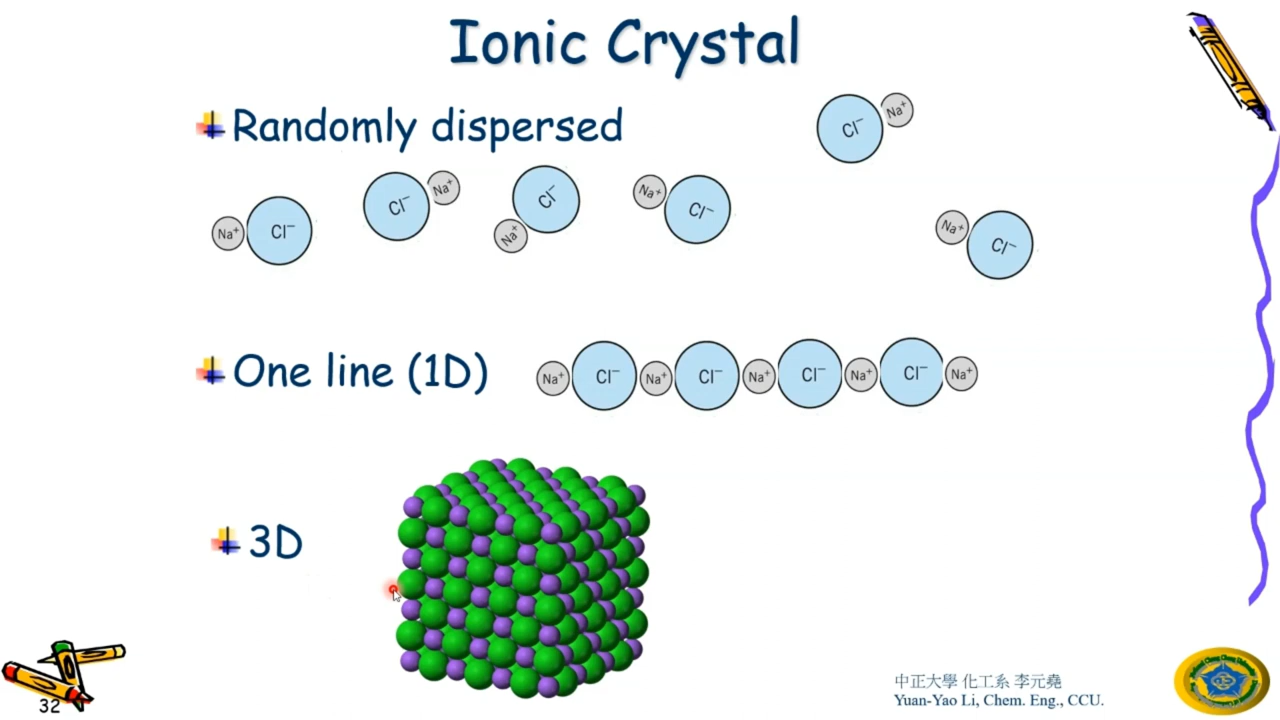 Ionic Crystal
Randomly dispersed
Cl⁻ Na⁺
Na⁺ Cl⁻
Cl⁻ Na⁺
Cl⁻ Na⁺
Na⁺ Cl⁻
Na⁺ Cl⁻
One line (1D)
Na⁺ Cl⁻ Na⁺ Cl⁻ Na⁺ Cl⁻ Na⁺ Cl⁻ Na⁺
3D
中正大學 化工系 李元堯
Yuan-Yao Li, Chem. Eng., CCU.
32